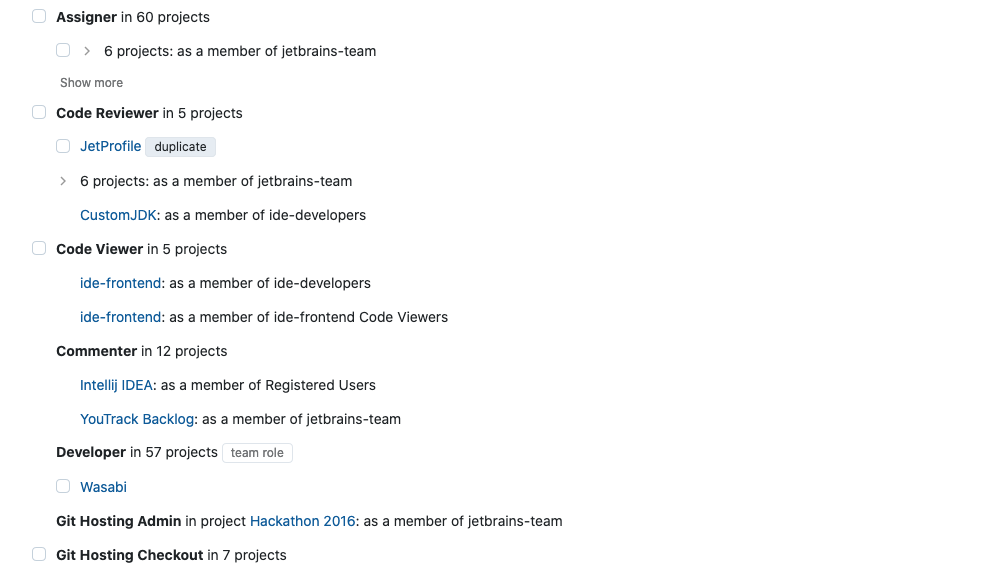 Assigner in 60 projects
6 projects: as a member of jetbrains-team
Show more
Code Reviewer in 5 projects
JetProfile duplicate
6 projects: as a member of jetbrains-team
CustomJDK: as a member of ide-developers
Code Viewer in 5 projects
ide-frontend: as a member of ide-developers
ide-frontend: as a member of ide-frontend Code Viewers
Commenter in 12 projects
Intellij IDEA: as a member of Registered Users
YouTrack Backlog: as a member of jetbrains-team
Developer in 57 projects team role
Wasabi
Git Hosting Admin in project Hackathon 2016: as a member of jetbrains-team
Git Hosting Checkout in 7 projects